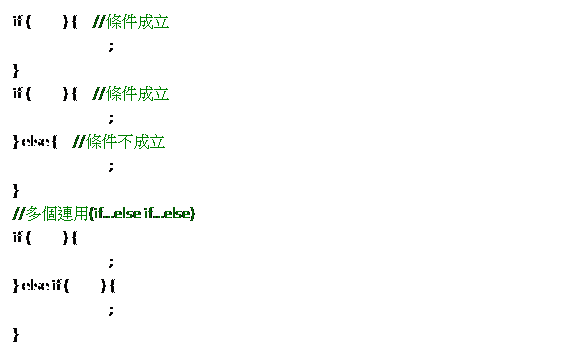 if (        ) {    //條件成立
                        ;
}
if (        ) {    //條件成立
                        ;
} else {    //條件不成立
                        ;
}
//多個連用(if...else if...else)
if (        ) {
                        ;
} else if (        ) {
                        ;
}